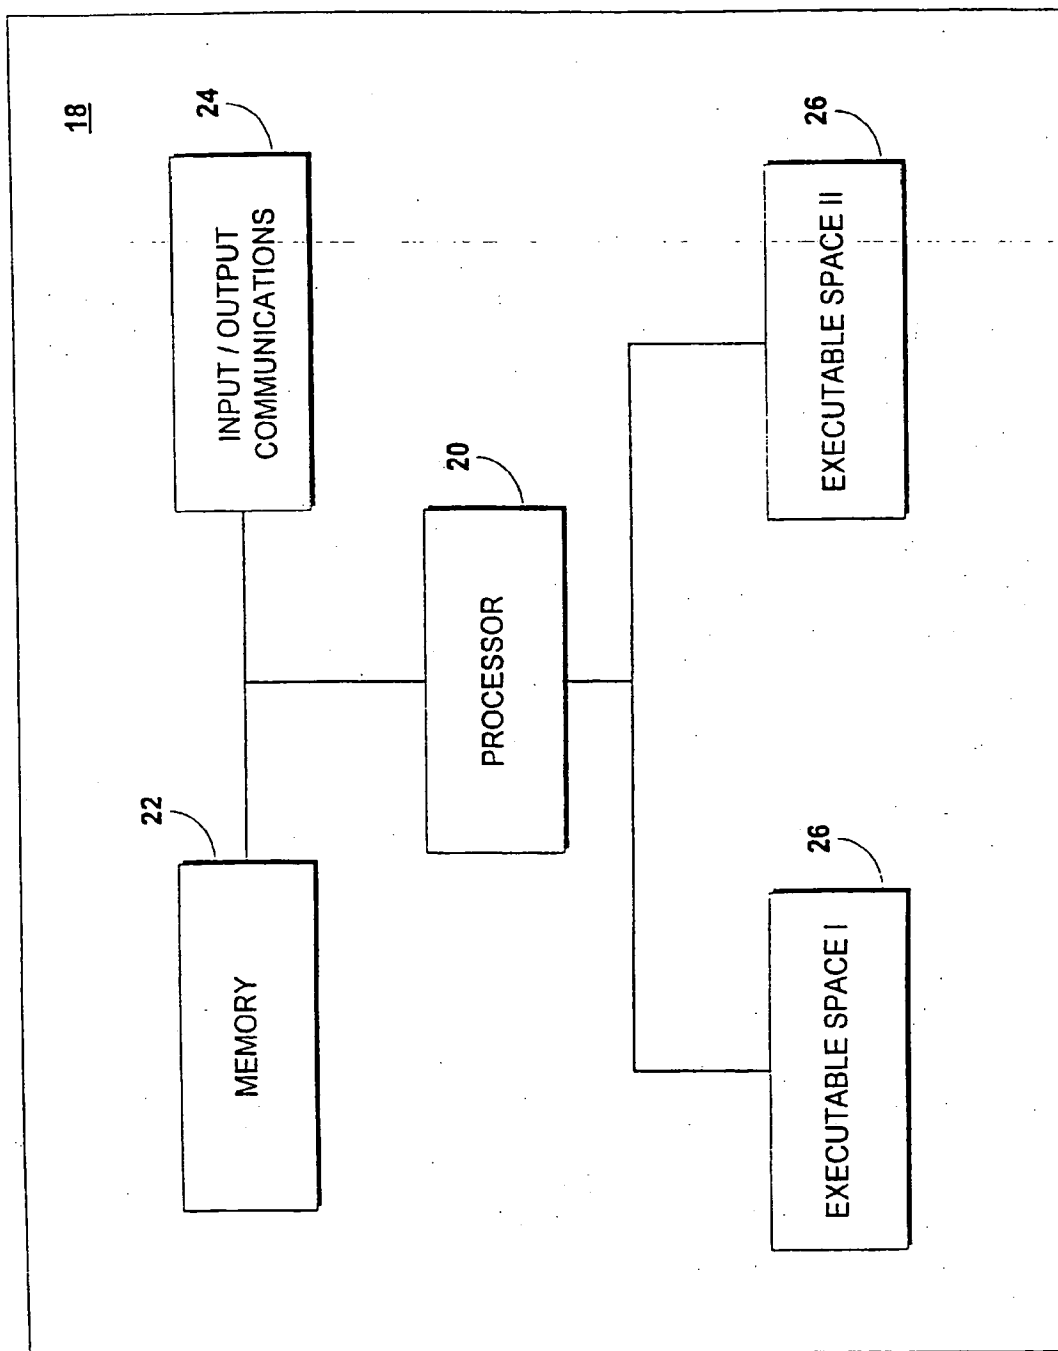 18
22
MEMORY
24
INPUT / OUTPUT
COMMUNICATIONS
20
PROCESSOR
26
EXECUTABLE SPACE I
26
EXECUTABLE SPACE II